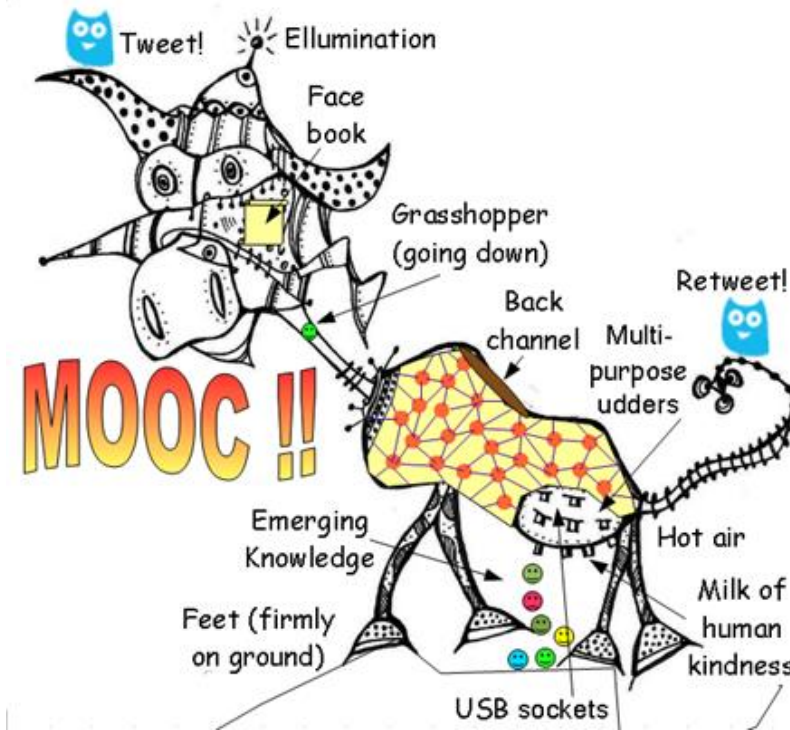 Tweet!
Ellumination
Face
book
Grasshopper
(going down)
Retweet!
Back
channel
Multi-
purpose
udders
MOOC !!
Emerging
Knowledge
Hot air
Feet (firmly
on ground)
Milk of
human
kindness
USB sockets